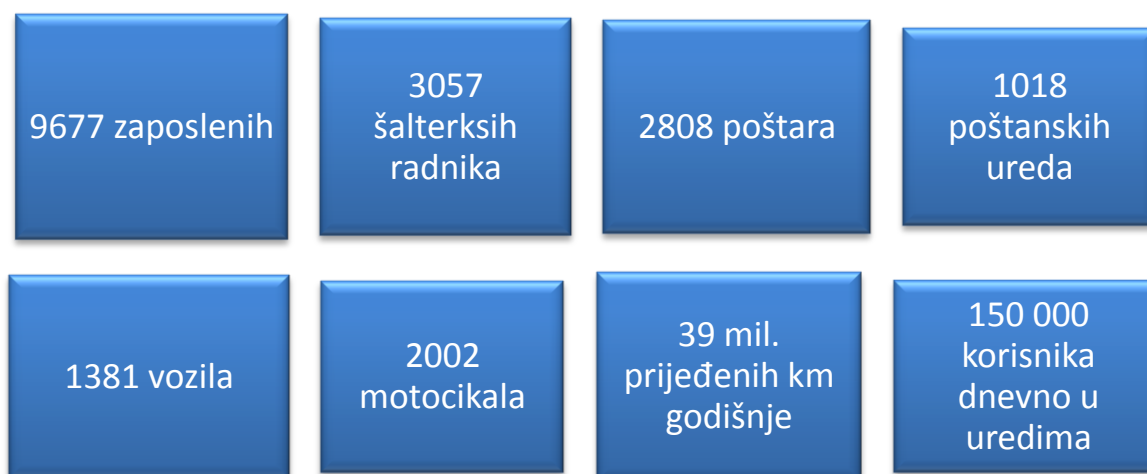 9677 zaposlenih
3057
šalterksih
radnika
2808 poštara
1018
poštanskih
ureda
1381 vozila
2002
motocikala
39 mil.
prijeđenih km
godišnje
150 000
korisnika
dnevno u
uredima